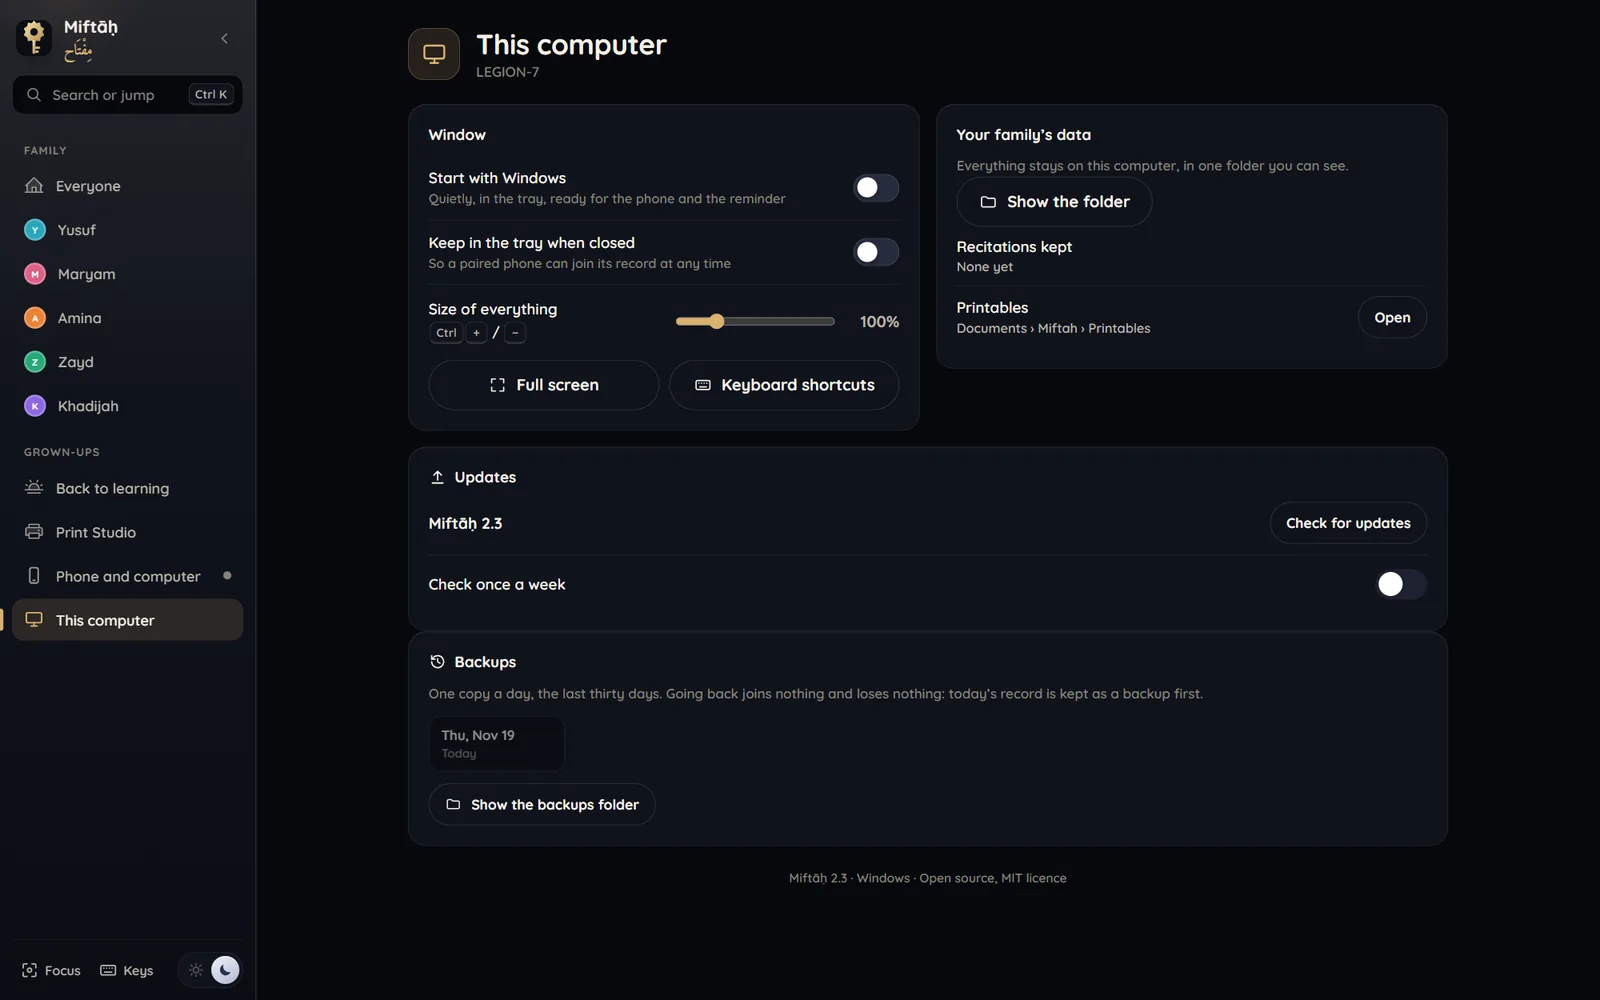 Miftāḥ
مِفْتَاح
Search or jump
Ctrl K
FAMILY
Everyone
Y Yusuf
M Maryam
A Amina
Z Zayd
K Khadijah
GROWN-UPS
Back to learning
Print Studio
Phone and computer
This computer
Focus
Keys
This computer
LEGION-7
Window
Start with Windows
Quietly, in the tray, ready for the phone and the reminder
Keep in the tray when closed
So a paired phone can join its record at any time
Size of everything
Ctrl + / −
100%
Full screen
Keyboard shortcuts
Your family’s data
Everything stays on this computer, in one folder you can see.
Show the folder
Recitations kept
None yet
Printables
Documents › Miftah › Printables
Open
Updates
Miftāḥ 2.3
Check for updates
Check once a week
Backups
One copy a day, the last thirty days. Going back joins nothing and loses nothing: today’s record is kept as a backup first.
Thu, Nov 19
Today
Show the backups folder
Miftāḥ 2.3 · Windows · Open source, MIT licence